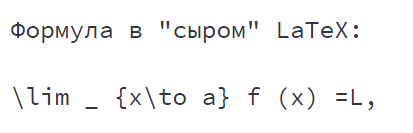 Формула в "сыром" LaTeX:
\lim _ {x\to a} f (x) =L,